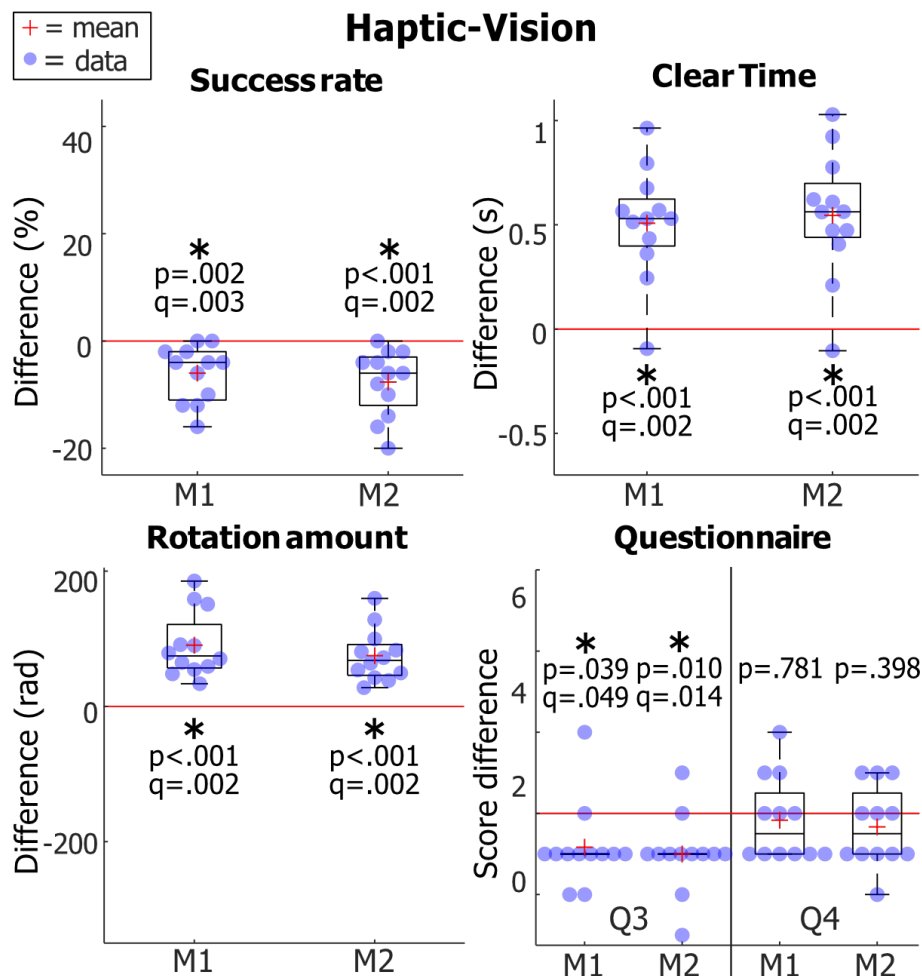 Haptic-Vision
+ = mean
= data
Success rate
Difference (%)
40
20
0
-20
*
p=.002
q=.003
*
p<.001
q=.002
M1
M2
Clear Time
Difference (s)
1
0.5
0
-0.5
*
p<.001
q=.002
*
p<.001
q=.002
M1
M2
Rotation amount
Difference (rad)
200
0
-200
*
p<.001
q=.002
*
p<.001
q=.002
M1
M2
Questionnaire
Score difference
6
4
2
0
*
p=.039
q=.049
*
p=.010
q=.014
p=.781
p=.398
Q3
Q4
M1
M2
M1
M2